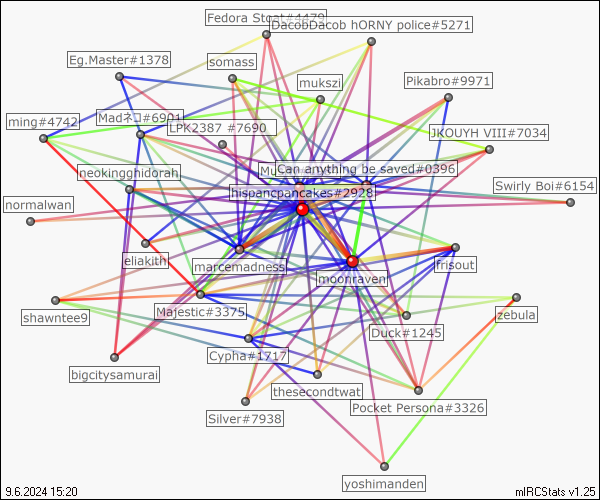 Fedora Stoat#4479
DacobDacob hORNY police#5271
Eg.Master#1378
somass
mukszi
Pikabro#9971
ming#4742
Madネコ#6901
LPK2387 #7690
JKOUYH VIII#7034
neokingghidorah
Mu
Can anything be saved#0396
hispancpancakes#2928
Swirly Boi#6154
normalwan
eliakith
marcemadness
moonraven
frisout
shawntee9
Majestic#3375
Duck#1245
zebula
Cypha#1717
bigcitysamurai
thesecondtwat
Pocket Persona#3326
Silver#7938
yoshimanden
9.6.2024 15:20
mIRCStats v1.25